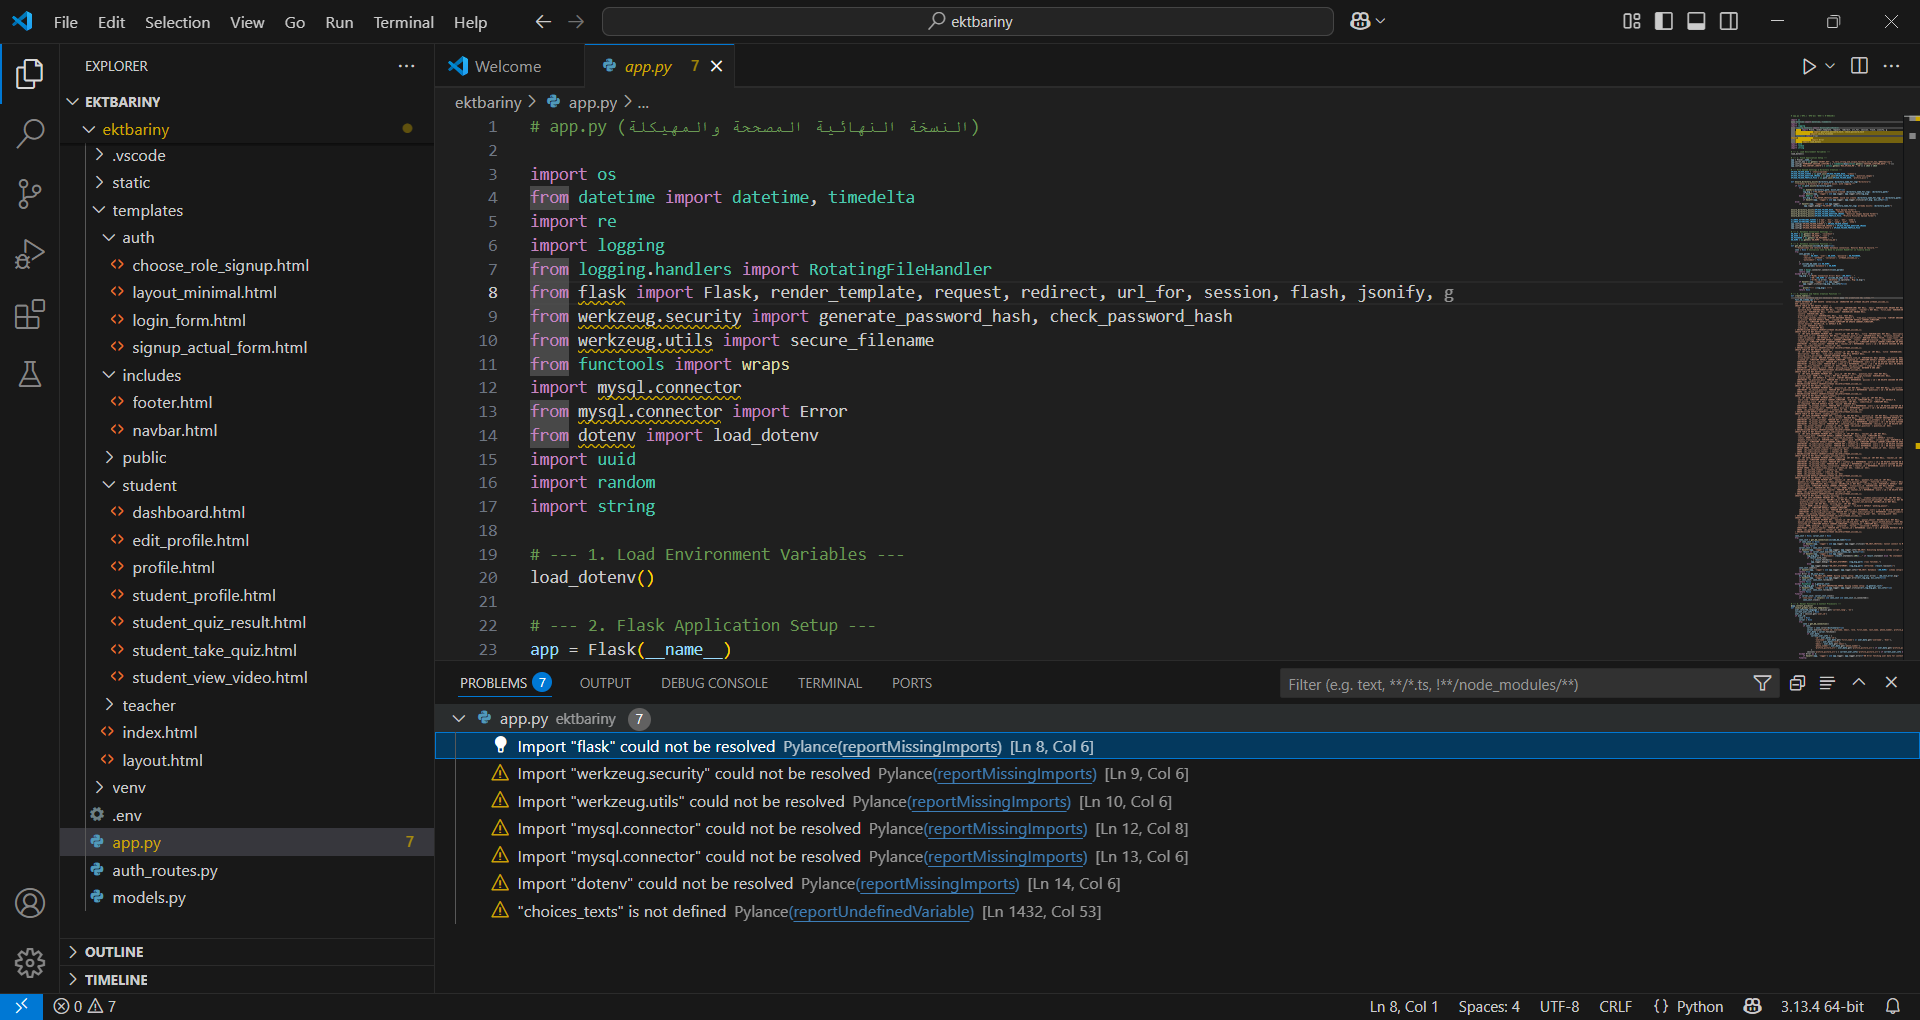 File Edit Selection View Go Run Terminal Help
ektbariny
EXPLORER
EKTBARINY
ektbariny
.vscode
static
templates
auth
choose_role_signup.html
layout_minimal.html
login_form.html
signup_actual_form.html
includes
footer.html
navbar.html
public
student
dashboard.html
edit_profile.html
profile.html
student_profile.html
student_quiz_result.html
student_take_quiz.html
student_view_video.html
teacher
index.html
layout.html
venv
.env
app.py 7
auth_routes.py
models.py
OUTLINE
TIMELINE
Welcome app.py 7
ektbariny > app.py > ...
1 # app.py (النسخة النهائية المصححة والمهيكلة)
2
3 import os
4 from datetime import datetime, timedelta
5 import re
6 import logging
7 from logging.handlers import RotatingFileHandler
8 from flask import Flask, render_template, request, redirect, url_for, session, flash, jsonify, g
9 from werkzeug.security import generate_password_hash, check_password_hash
10 from werkzeug.utils import secure_filename
11 from functools import wraps
12 import mysql.connector
13 from mysql.connector import Error
14 from dotenv import load_dotenv
15 import uuid
16 import random
17 import string
18
19 # --- 1. Load Environment Variables ---
20 load_dotenv()
21
22 # --- 2. Flask Application Setup ---
23 app = Flask(__name__)
PROBLEMS 7 OUTPUT DEBUG CONSOLE TERMINAL PORTS
Filter (e.g. text, **/*.ts, !**/node_modules/**)
app.py ektbariny 7
Import "flask" could not be resolved Pylance(reportMissingImports) [Ln 8, Col 6]
Import "werkzeug.security" could not be resolved Pylance(reportMissingImports) [Ln 9, Col 6]
Import "werkzeug.utils" could not be resolved Pylance(reportMissingImports) [Ln 10, Col 6]
Import "mysql.connector" could not be resolved Pylance(reportMissingImports) [Ln 12, Col 8]
Import "mysql.connector" could not be resolved Pylance(reportMissingImports) [Ln 13, Col 6]
Import "dotenv" could not be resolved Pylance(reportMissingImports) [Ln 14, Col 6]
"choices_texts" is not defined Pylance(reportUndefinedVariable) [Ln 1432, Col 53]
0 7
Ln 8, Col 1 Spaces: 4 UTF-8 CRLF {} Python 3.13.4 64-bit